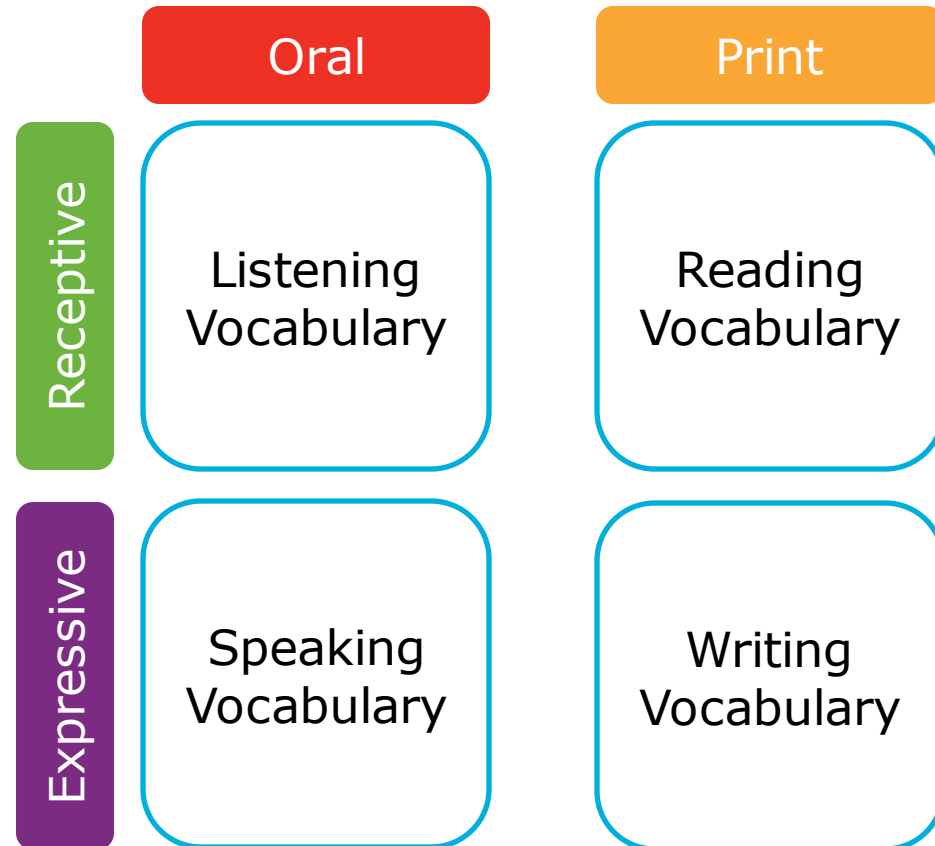 Oral
Print
Receptive
Listening
Vocabulary
Reading
Vocabulary
Expressive
Speaking
Vocabulary
Writing
Vocabulary